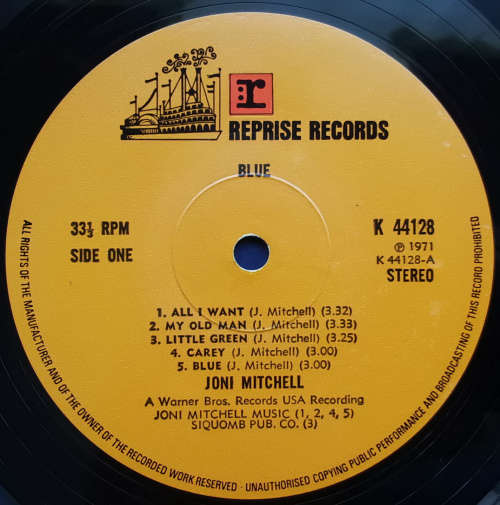 r
REPRISE RECORDS
BLUE
33⅓ RPM
SIDE ONE
K 44128
℗ 1971
K 44128-A
STEREO
1. ALL I WANT (J. Mitchell) (3.32)
2. MY OLD MAN (J. Mitchell) (3.33)
3. LITTLE GREEN (J. Mitchell) (3.25)
4. CAREY (J. Mitchell) (3.00)
5. BLUE (J. Mitchell) (3.00)
JONI MITCHELL
A Warner Bros. Records USA Recording
JONI MITCHELL MUSIC (1, 2, 4, 5)
SIQUOMB PUB. CO. (3)
ALL RIGHTS OF THE MANUFACTURER AND OF THE OWNER OF THE RECORDED WORK RESERVED · UNAUTHORISED COPYING PUBLIC PERFORMANCE AND BROADCASTING OF THIS RECORD PROHIBITED